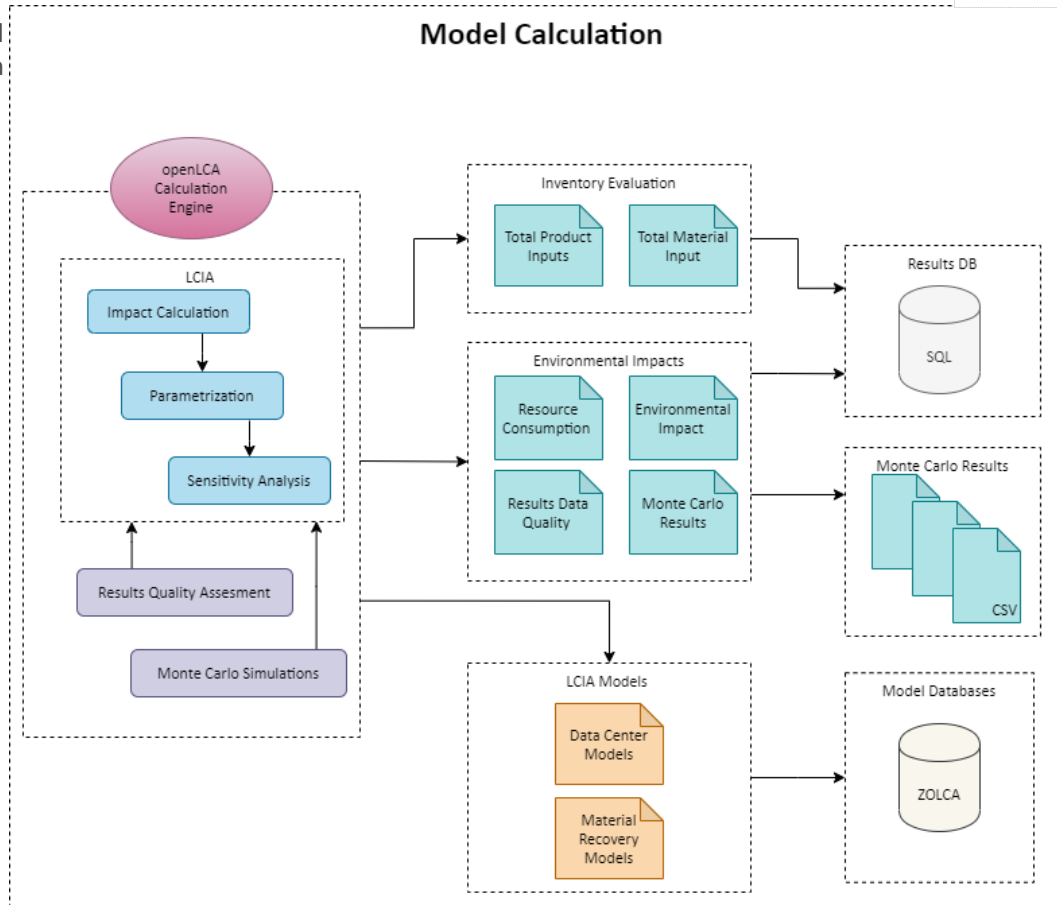 Model Calculation
openLCA
Calculation
Engine
LCIA
Impact Calculation
Parametrization
Sensitivity Analysis
Results Quality Assesment
Monte Carlo Simulations
Inventory Evaluation
Total Product
Inputs
Total Material
Input
Environmental Impacts
Resource
Consumption
Environmental
Impact
Results Data
Quality
Monte Carlo
Results
LCIA Models
Data Center
Models
Material
Recovery
Models
Results DB
SQL
Monte Carlo Results
CSV
Model Databases
ZOLCA